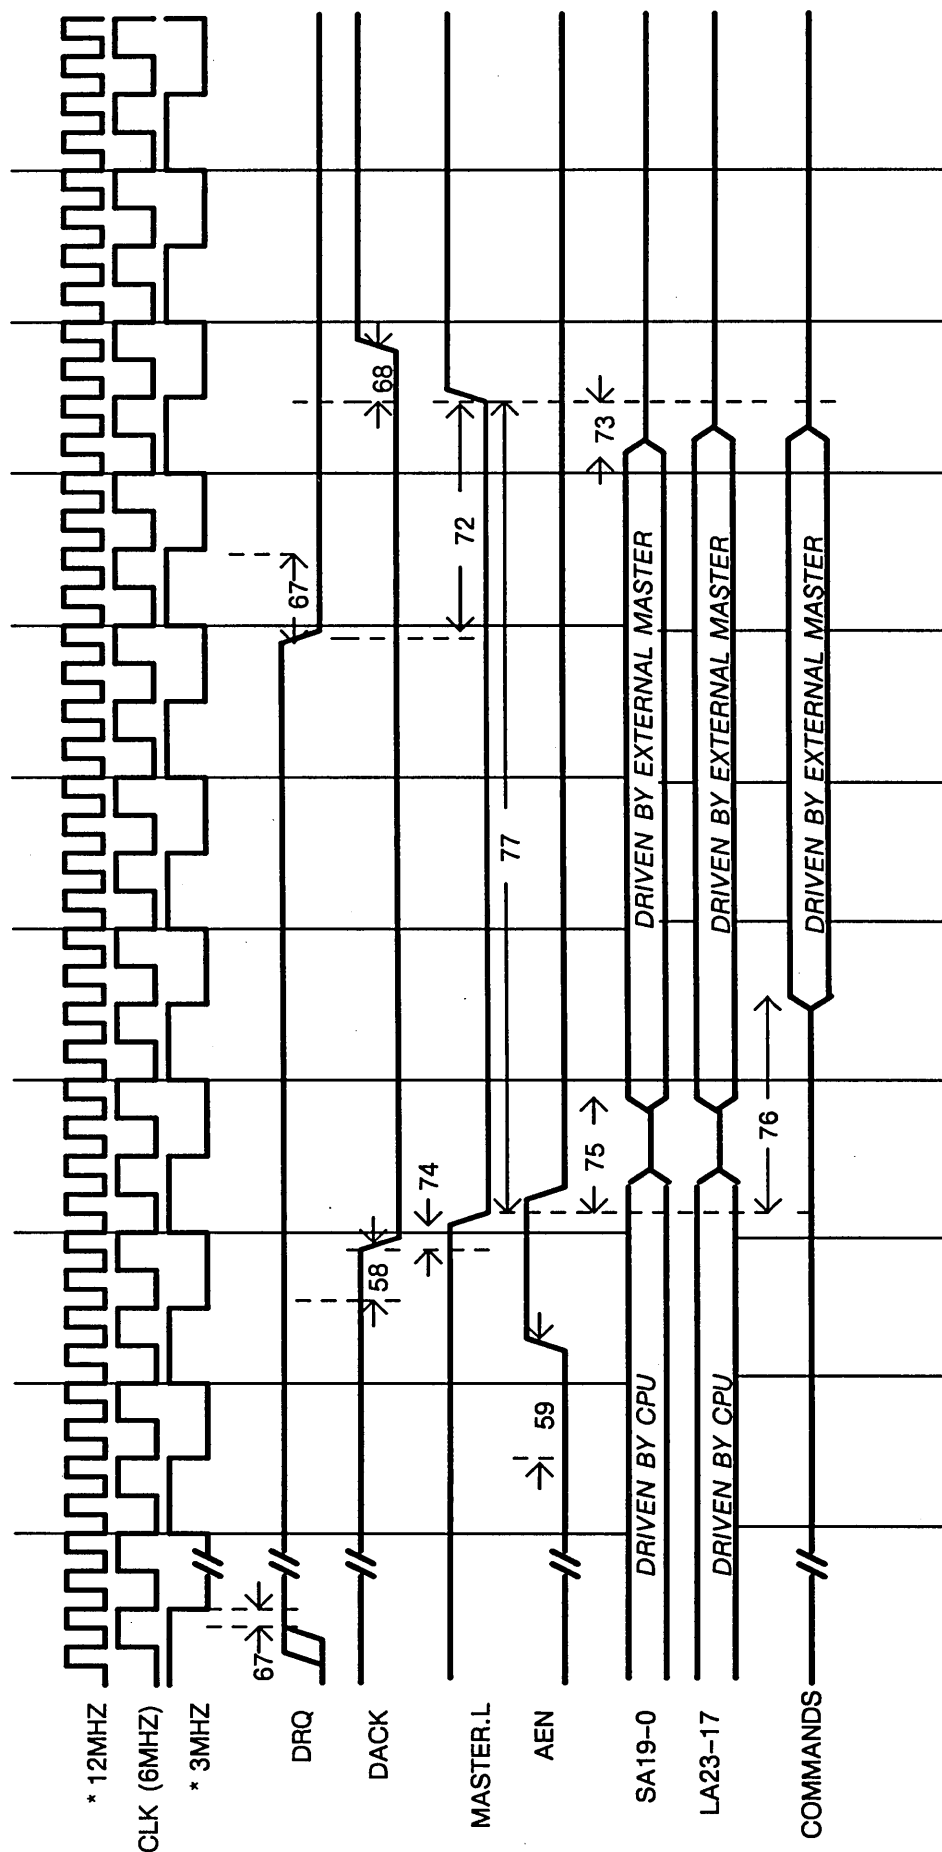 * 12MHZ
CLK (6MHZ)
* 3MHZ
DRQ
67
67
DACK
58
68
MASTER.L
74
72
77
AEN
59
75
73
SA19-0
DRIVEN BY CPU
DRIVEN BY EXTERNAL MASTER
LA23-17
DRIVEN BY CPU
DRIVEN BY EXTERNAL MASTER
76
COMMANDS
DRIVEN BY EXTERNAL MASTER